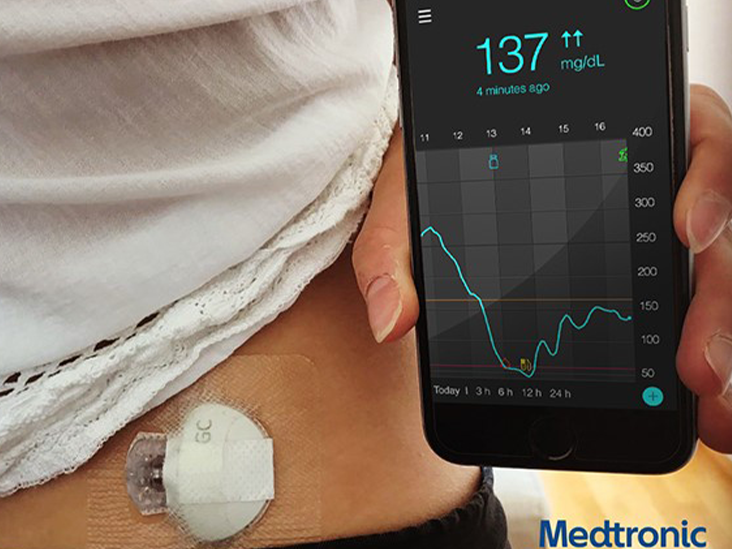 137 ↑↑
mg/dL
4 minutes ago
11 12 13 14 15 16
400
350
300
250
200
150
100
50
Today 3 h 6 h 12 h 24 h
GC
Medtronic